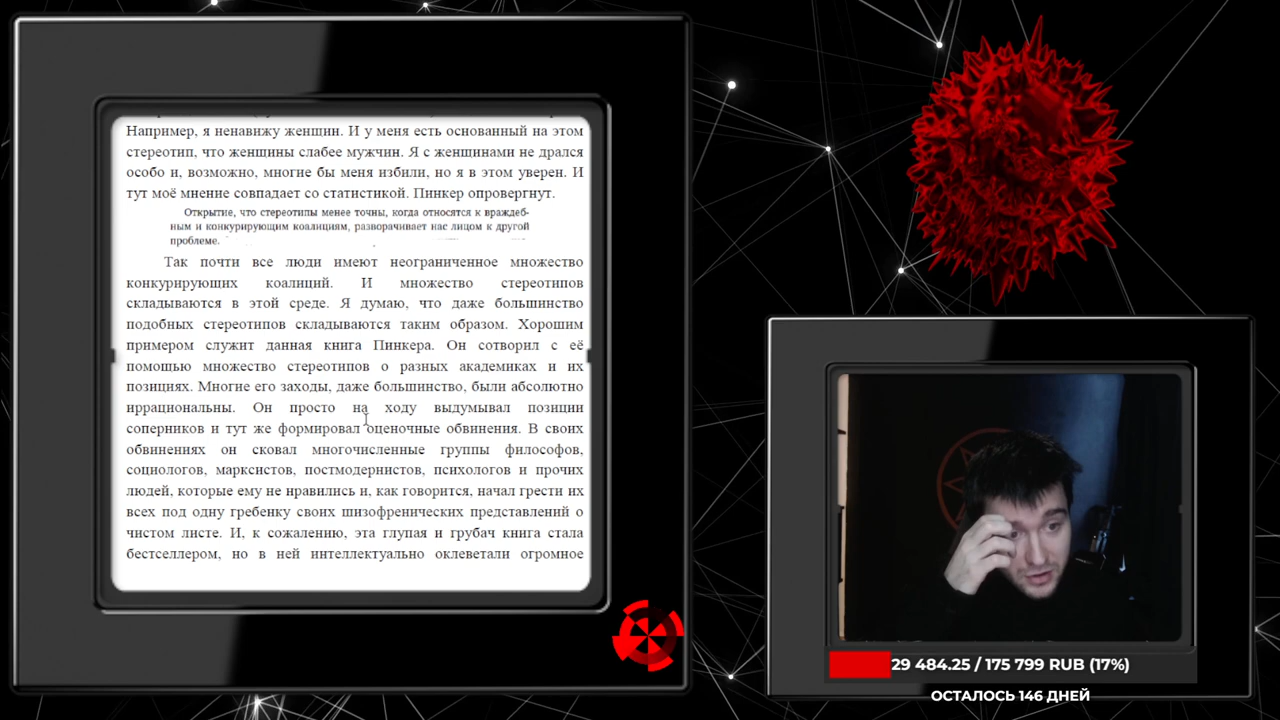 Например, я ненавижу женщин. И у меня есть основанный на этом
стереотип, что женщины слабее мужчин. Я с женщинами не дрался
особо и, возможно, многие бы меня избили, но я в этом уверен. И
тут моё мнение совпадает со статистикой. Пинкер опровергнут.
Открытие, что стереотипы менее точны, когда относятся к враждеб-
ным и конкурирующим коалициям, разворачивает нас лицом к другой
проблеме.
Так почти все люди имеют неограниченное множество
конкурирующих коалиций. И множество стереотипов
складываются в этой среде. Я думаю, что даже большинство
подобных стереотипов складываются таким образом. Хорошим
примером служит данная книга Пинкера. Он сотворил с её
помощью множество стереотипов о разных академиках и их
позициях. Многие его заходы, даже большинство, были абсолютно
иррациональны. Он просто на ходу выдумывал позиции
соперников и тут же формировал оценочные обвинения. В своих
обвинениях он сковал многочисленные группы философов,
социологов, марксистов, постмодернистов, психологов и прочих
людей, которые ему не нравились и, как говорится, начал грести их
всех под одну гребенку своих шизофренических представлений о
чистом листе. И, к сожалению, эта глупая и грубач книга стала
бестселлером, но в ней интеллектуально оклеветали огромное
29 484.25 / 175 799 RUB (17%)
ОСТАЛОСЬ 146 ДНЕЙ